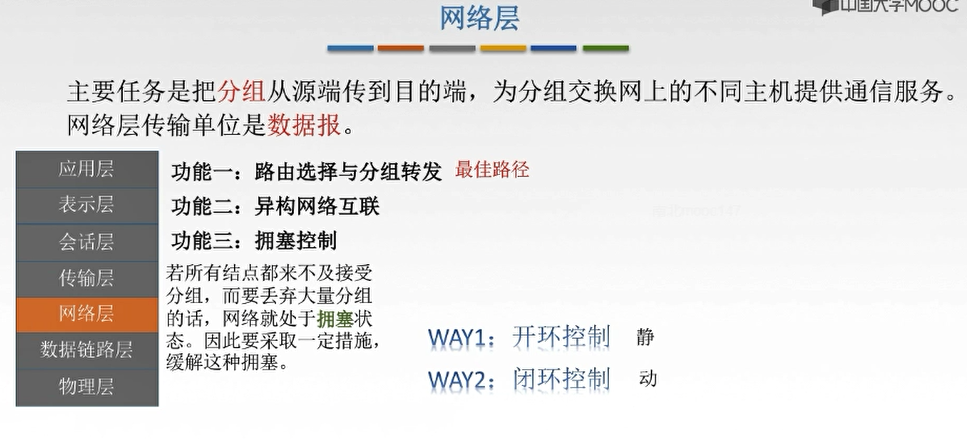 网络层
中国大学MOOC
主要任务是把分组从源端传到目的端，为分组交换网上的不同主机提供通信服务。
网络层传输单位是数据报。
应用层
表示层
会话层
传输层
网络层
数据链路层
物理层
功能一：路由选择与分组转发 最佳路径
功能二：异构网络互联
功能三：拥塞控制
若所有结点都来不及接受
分组，而要丢弃大量分组
的话，网络就处于拥塞状
态。因此要采取一定措施，
缓解这种拥塞。
WAY1：开环控制 静
WAY2：闭环控制 动